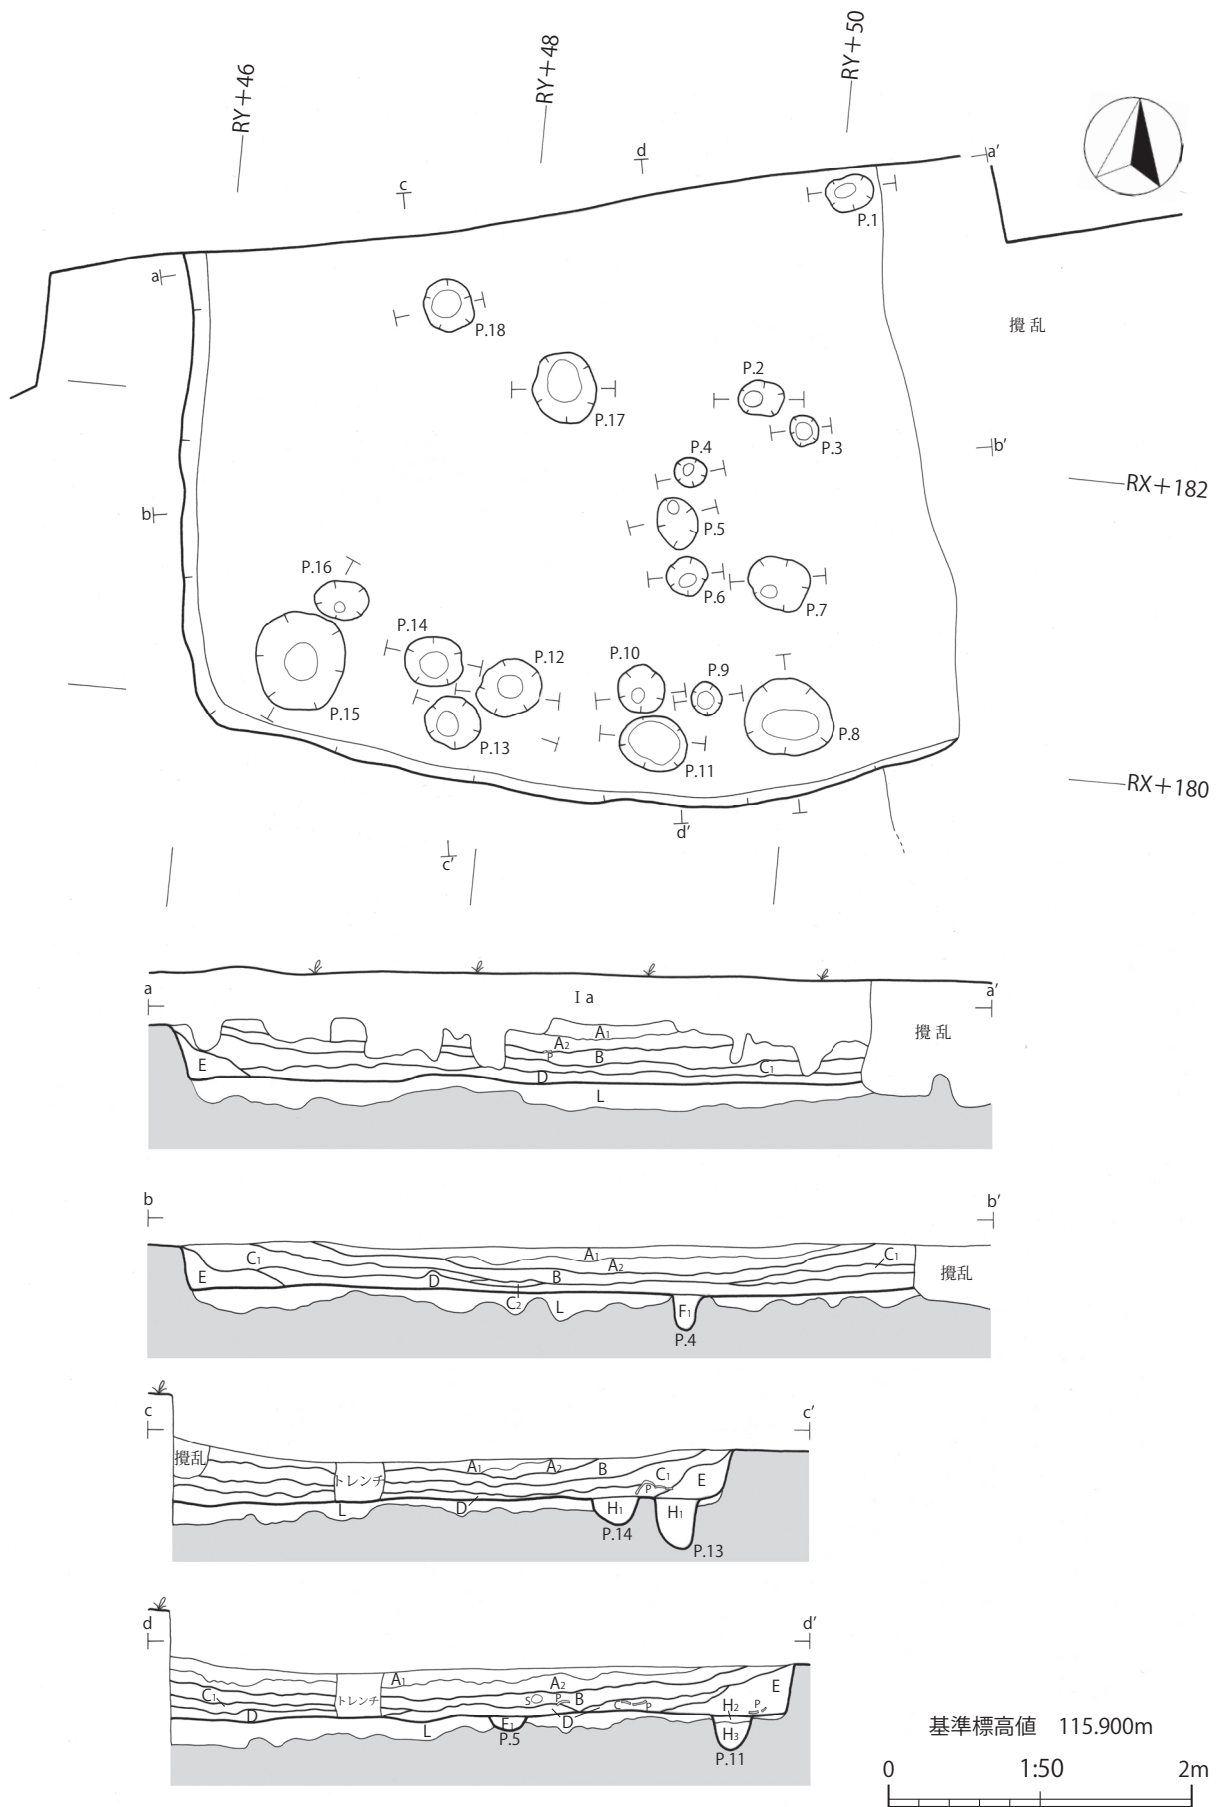 RY+46
RY+48
RY+50
c
d
a'
a
P.1
攪乱
P.18
P.17
P.2
P.3
P.4
b'
RX+182
b
P.5
P.6
P.7
P.16
P.14
P.12
P.10
P.9
P.15
P.13
P.11
P.8
RX+180
d'
c'
a
Ⅰa
a'
A1
攪乱
A2
P
B
C1
E
D
L
b
b'
A1
C1
C1
A2
E
D
B
攪乱
C2
L
F1
P.4
c
c'
攪乱
A1
A2
B
トレンチ
C1
E
P
L
D
H1
H1
P.14
P.13
d
d'
A1
A2
E
C1
トレンチ
S
P
B
C
P
H2
P
D
L
F1
D
H3
P.5
P.11
基準標高値 115.900m
0 1:50 2m